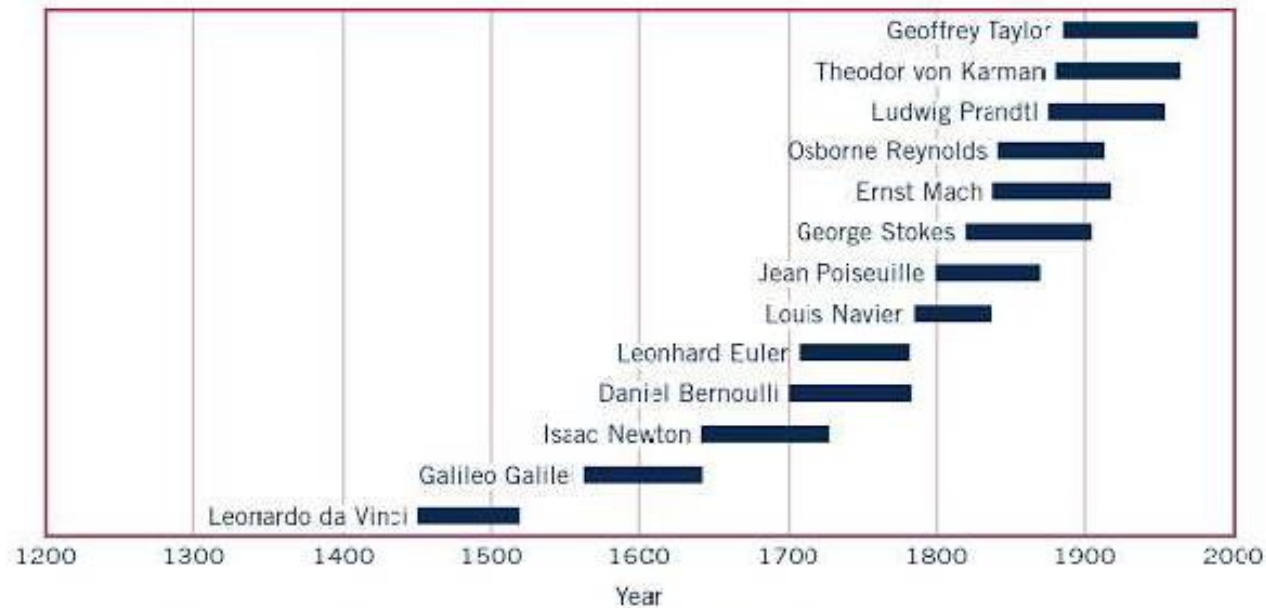 Geoffrey Taylor
Theodor von Karman
Ludwig Prandtl
Osborne Reynolds
Ernst Mach
George Stokes
Jean Poiseuille
Louis Navier
Leonhard Euler
Daniel Bernoulli
Isaac Newton
Galileo Galile
Leonardo da Vinci
1200 1300 1400 1500 1600 1700 1800 1900 2000
Year